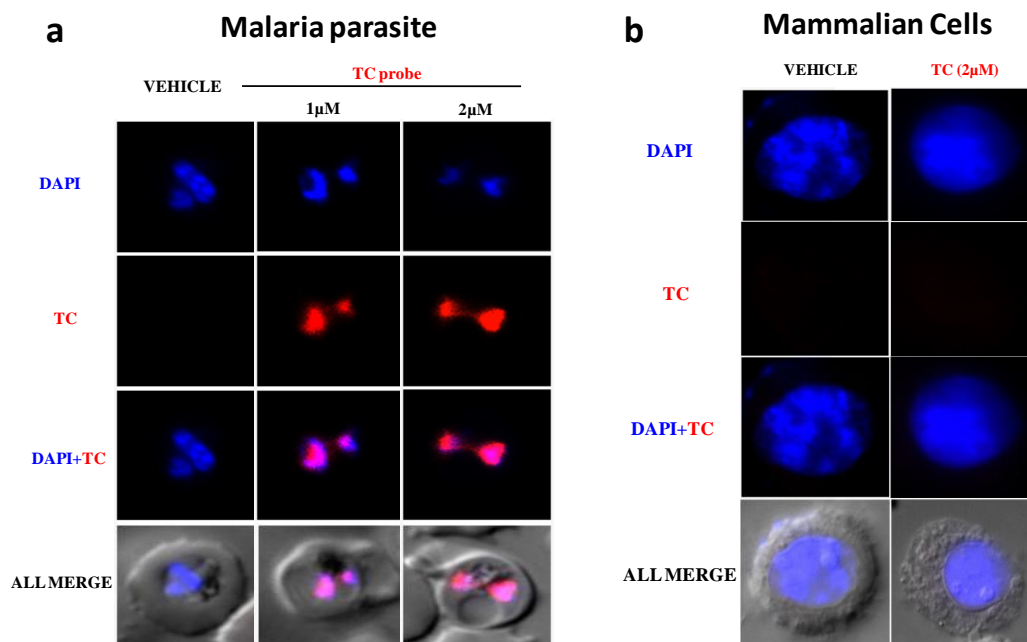 a
Malaria parasite
VEHICLE
TC probe
1µM
2µM
DAPI
TC
DAPI+TC
ALL MERGE
b
Mammalian Cells
VEHICLE
TC (2µM)
DAPI
TC
DAPI+TC
ALL MERGE